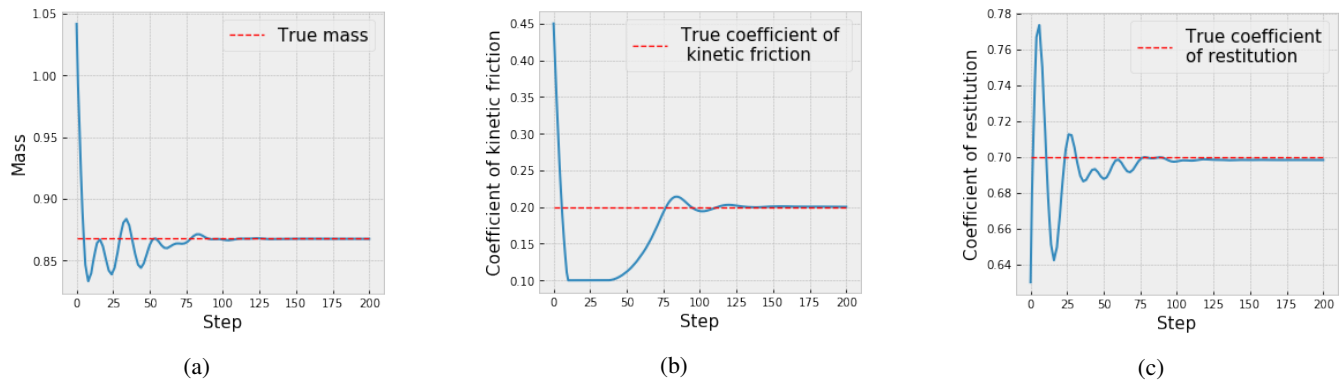 1.05
1.00
0.95
0.90
0.85
Mass
True mass
0 25 50 75 100 125 150 175 200
Step
(a)
0.45
0.40
0.35
0.30
0.25
0.20
0.15
0.10
Coefficient of kinetic friction
True coefficient of
kinetic friction
0 25 50 75 100 125 150 175 200
Step
(b)
0.78
0.76
0.74
0.72
0.70
0.68
0.66
0.64
Coefficient of restitution
True coefficient
of restitution
0 25 50 75 100 125 150 175 200
Step
(c)